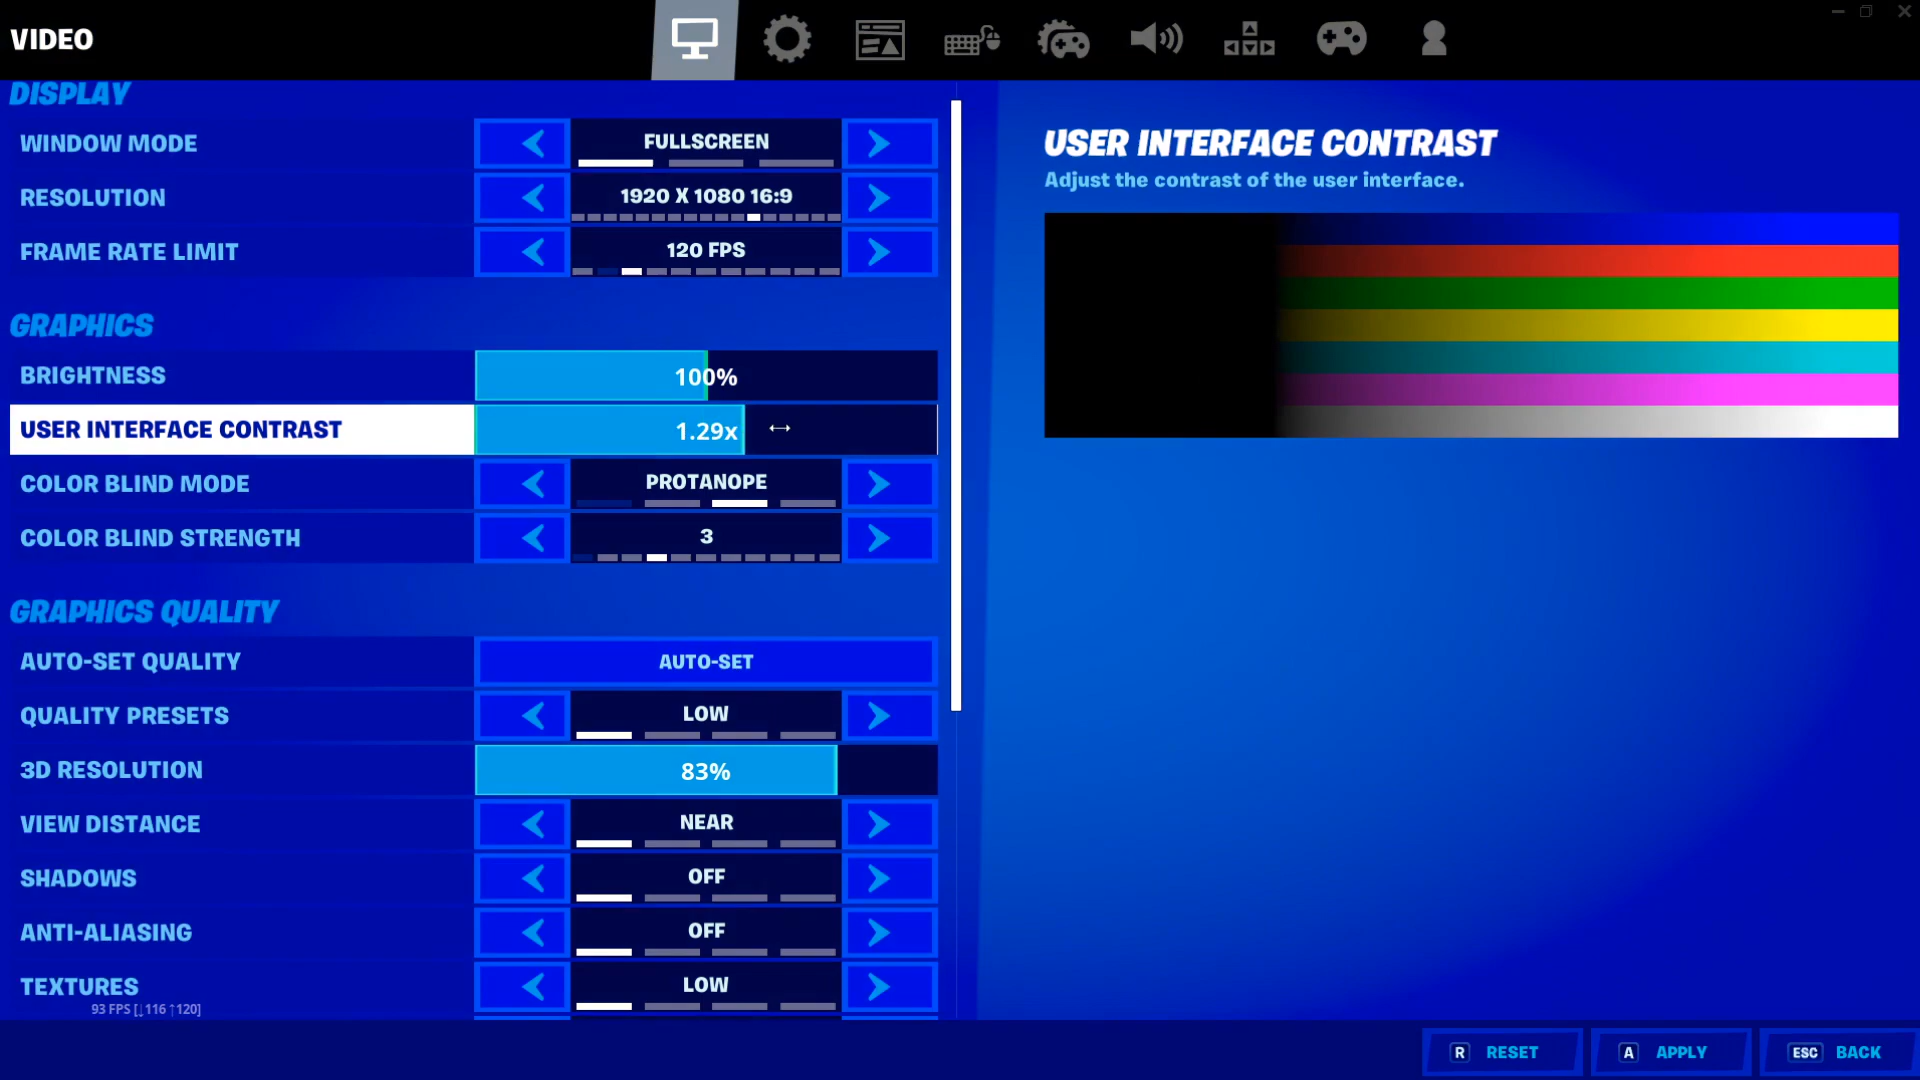 VIDEO
DISPLAY
WINDOW MODE FULLSCREEN
RESOLUTION 1920 X 1080 16:9
FRAME RATE LIMIT 120 FPS
GRAPHICS
BRIGHTNESS 100%
USER INTERFACE CONTRAST 1.29x
COLOR BLIND MODE PROTANOPE
COLOR BLIND STRENGTH 3
GRAPHICS QUALITY
AUTO-SET QUALITY AUTO-SET
QUALITY PRESETS LOW
3D RESOLUTION 83%
VIEW DISTANCE NEAR
SHADOWS OFF
ANTI-ALIASING OFF
TEXTURES LOW
93 FPS [↓116 ↑120]
USER INTERFACE CONTRAST
Adjust the contrast of the user interface.
R RESET A APPLY ESC BACK